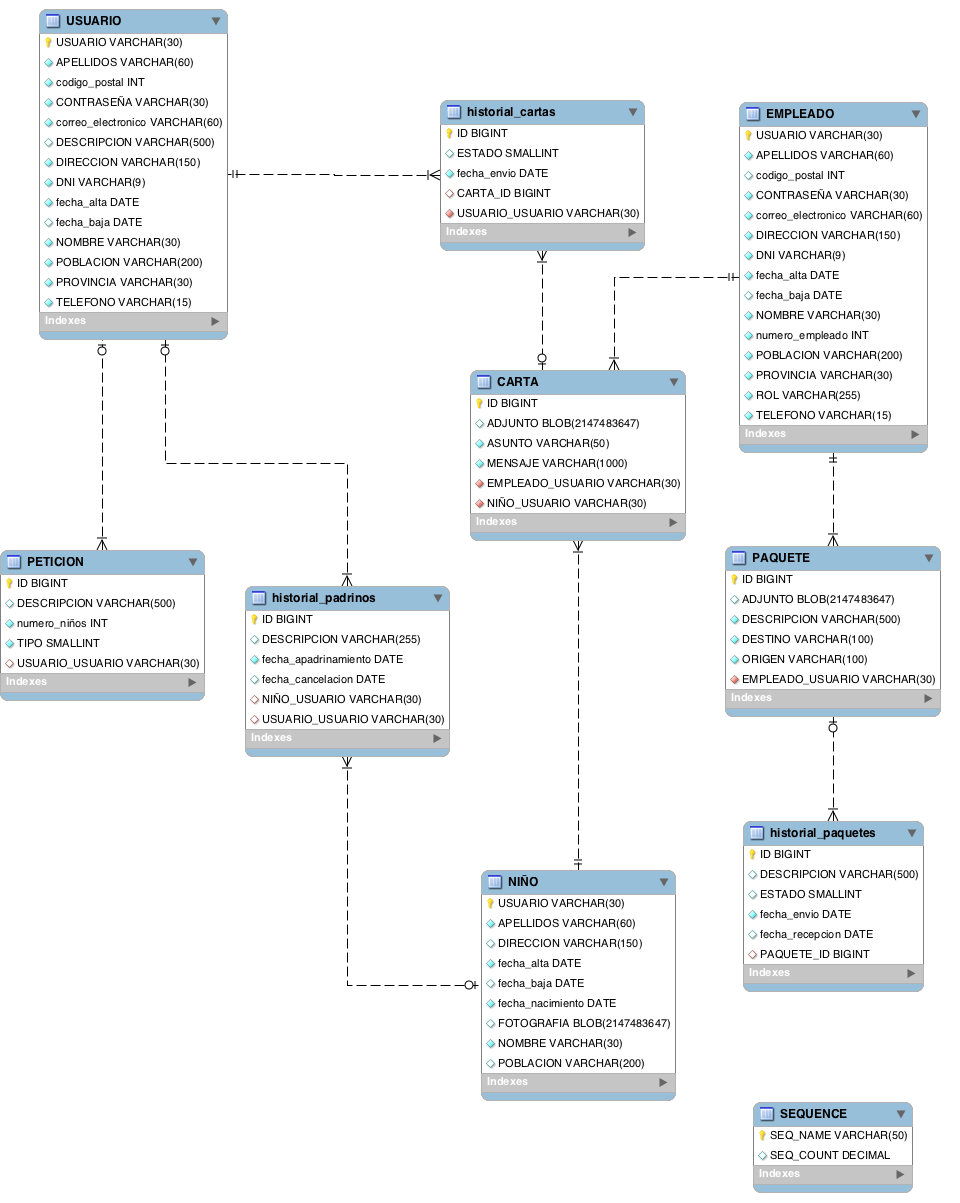 USUARIO
USUARIO VARCHAR(30)
APELLIDOS VARCHAR(60)
codigo_postal INT
CONTRASEÑA VARCHAR(30)
correo_electronico VARCHAR(60)
DESCRIPCION VARCHAR(500)
DIRECCION VARCHAR(150)
DNI VARCHAR(9)
fecha_alta DATE
fecha_baja DATE
NOMBRE VARCHAR(30)
POBLACION VARCHAR(200)
PROVINCIA VARCHAR(30)
TELEFONO VARCHAR(15)
Indexes
historial_cartas
ID BIGINT
ESTADO SMALLINT
fecha_envio DATE
CARTA_ID BIGINT
USUARIO_USUARIO VARCHAR(30)
Indexes
EMPLEADO
USUARIO VARCHAR(30)
APELLIDOS VARCHAR(60)
codigo_postal INT
CONTRASEÑA VARCHAR(30)
correo_electronico VARCHAR(60)
DIRECCION VARCHAR(150)
DNI VARCHAR(9)
fecha_alta DATE
fecha_baja DATE
NOMBRE VARCHAR(30)
numero_empleado INT
POBLACION VARCHAR(200)
PROVINCIA VARCHAR(30)
ROL VARCHAR(255)
TELEFONO VARCHAR(15)
Indexes
CARTA
ID BIGINT
ADJUNTO BLOB(2147483647)
ASUNTO VARCHAR(50)
MENSAJE VARCHAR(1000)
EMPLEADO_USUARIO VARCHAR(30)
NIÑO_USUARIO VARCHAR(30)
Indexes
PETICION
ID BIGINT
DESCRIPCION VARCHAR(500)
numero_niños INT
TIPO SMALLINT
USUARIO_USUARIO VARCHAR(30)
Indexes
historial_padrinos
ID BIGINT
DESCRIPCION VARCHAR(255)
fecha_apadrinamiento DATE
fecha_cancelacion DATE
NIÑO_USUARIO VARCHAR(30)
USUARIO_USUARIO VARCHAR(30)
Indexes
PAQUETE
ID BIGINT
ADJUNTO BLOB(2147483647)
DESCRIPCION VARCHAR(500)
DESTINO VARCHAR(100)
ORIGEN VARCHAR(100)
EMPLEADO_USUARIO VARCHAR(30)
Indexes
historial_paquetes
ID BIGINT
DESCRIPCION VARCHAR(500)
ESTADO SMALLINT
fecha_envio DATE
fecha_recepcion DATE
PAQUETE_ID BIGINT
Indexes
NIÑO
USUARIO VARCHAR(30)
APELLIDOS VARCHAR(60)
DIRECCION VARCHAR(150)
fecha_alta DATE
fecha_baja DATE
fecha_nacimiento DATE
FOTOGRAFIA BLOB(2147483647)
NOMBRE VARCHAR(30)
POBLACION VARCHAR(200)
Indexes
SEQUENCE
SEQ_NAME VARCHAR(50)
SEQ_COUNT DECIMAL
Indexes